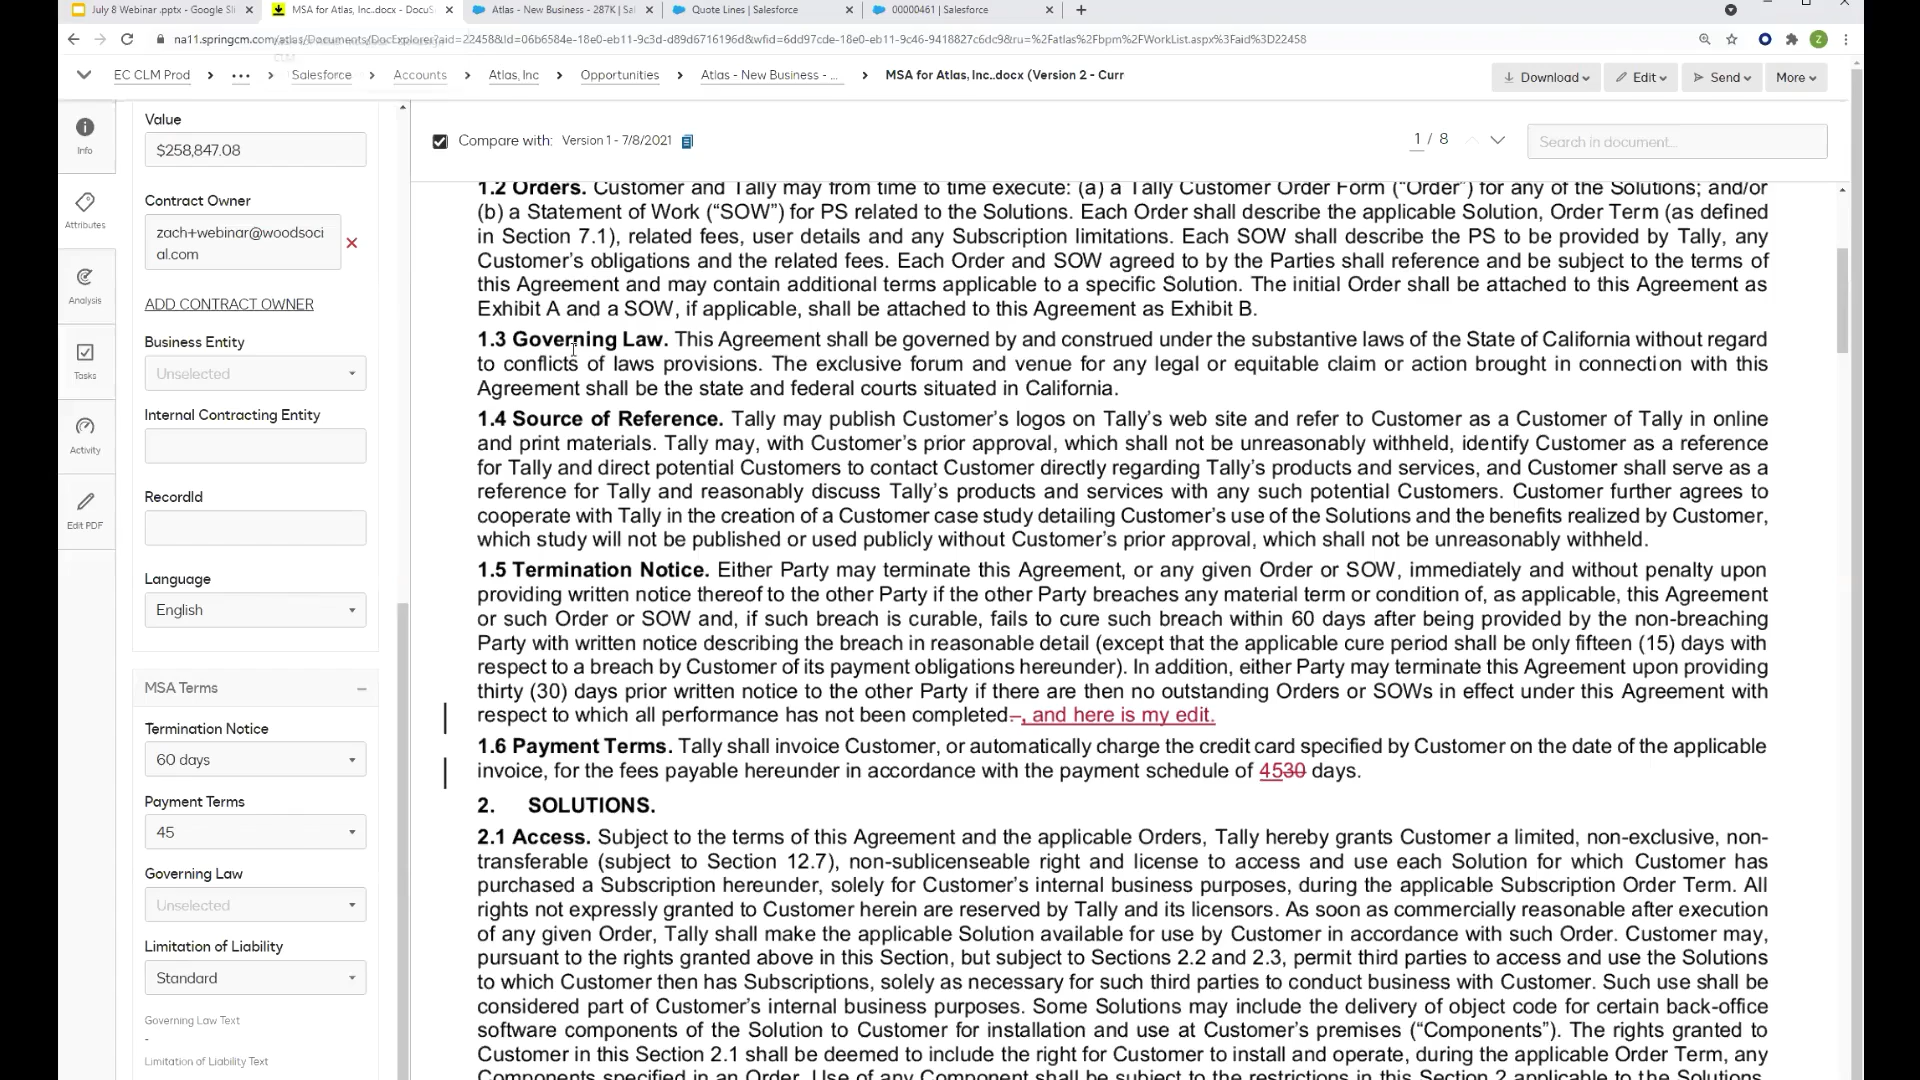 July 8 Webinar .pptx - Google Sli
MSA for Atlas, Inc..docx - DocuS
Atlas - New Business - 287K | Sal
Quote Lines | Salesforce
00000461 | Salesforce
EC CLM Prod
...
Salesforce
Accounts
Atlas, Inc
Opportunities
Atlas - New Business - ...
MSA for Atlas, Inc..docx (Version 2 - Curr
Download
Edit
Send
More
Info
Attributes
Analysis
Tasks
Activity
Edit PDF
Value
$258,847.08
Contract Owner
zach+webinar@woodsoci
al.com
ADD CONTRACT OWNER
Business Entity
Unselected
Internal Contracting Entity
RecordId
Language
English
MSA Terms
Termination Notice
60 days
Payment Terms
45
Governing Law
Unselected
Limitation of Liability
Standard
Governing Law Text
-
Limitation of Liability Text
Compare with: Version 1 - 7/8/2021
1 / 8
Search in document...
1.2 Orders. Customer and Tally may from time to time execute: (a) a Tally Customer Order Form (“Order”) for any of the Solutions; and/or
(b) a Statement of Work (“SOW”) for PS related to the Solutions. Each Order shall describe the applicable Solution, Order Term (as defined
in Section 7.1), related fees, user details and any Subscription limitations. Each SOW shall describe the PS to be provided by Tally, any
Customer’s obligations and the related fees. Each Order and SOW agreed to by the Parties shall reference and be subject to the terms of
this Agreement and may contain additional terms applicable to a specific Solution. The initial Order shall be attached to this Agreement as
Exhibit A and a SOW, if applicable, shall be attached to this Agreement as Exhibit B.
1.3 Governing Law. This Agreement shall be governed by and construed under the substantive laws of the State of California without regard
to conflicts of laws provisions. The exclusive forum and venue for any legal or equitable claim or action brought in connection with this
Agreement shall be the state and federal courts situated in California.
1.4 Source of Reference. Tally may publish Customer’s logos on Tally’s web site and refer to Customer as a Customer of Tally in online
and print materials. Tally may, with Customer’s prior approval, which shall not be unreasonably withheld, identify Customer as a reference
for Tally and direct potential Customers to contact Customer directly regarding Tally’s products and services, and Customer shall serve as a
reference for Tally and reasonably discuss Tally’s products and services with any such potential Customers. Customer further agrees to
cooperate with Tally in the creation of a Customer case study detailing Customer’s use of the Solutions and the benefits realized by Customer,
which study will not be published or used publicly without Customer’s prior approval, which shall not be unreasonably withheld.
1.5 Termination Notice. Either Party may terminate this Agreement, or any given Order or SOW, immediately and without penalty upon
providing written notice thereof to the other Party if the other Party breaches any material term or condition of, as applicable, this Agreement
or such Order or SOW and, if such breach is curable, fails to cure such breach within 60 days after being provided by the non-breaching
Party with written notice describing the breach in reasonable detail (except that the applicable cure period shall be only fifteen (15) days with
respect to a breach by Customer of its payment obligations hereunder). In addition, either Party may terminate this Agreement upon providing
thirty (30) days prior written notice to the other Party if there are then no outstanding Orders or SOWs in effect under this Agreement with
respect to which all performance has not been completed., and here is my edit.
1.6 Payment Terms. Tally shall invoice Customer, or automatically charge the credit card specified by Customer on the date of the applicable
invoice, for the fees payable hereunder in accordance with the payment schedule of 4530 days.
2. SOLUTIONS.
2.1 Access. Subject to the terms of this Agreement and the applicable Orders, Tally hereby grants Customer a limited, non-exclusive, non-
transferable (subject to Section 12.7), non-sublicenseable right and license to access and use each Solution for which Customer has
purchased a Subscription hereunder, solely for Customer’s internal business purposes, during the applicable Subscription Order Term. All
rights not expressly granted to Customer herein are reserved by Tally and its licensors. As soon as commercially reasonable after execution
of any given Order, Tally shall make the applicable Solution available for use by Customer in accordance with such Order. Customer may,
pursuant to the rights granted above in this Section, but subject to Sections 2.2 and 2.3, permit third parties to access and use the Solutions
to which Customer then has Subscriptions, solely as necessary for such third parties to conduct business with Customer. Such use shall be
considered part of Customer’s internal business purposes. Some Solutions may include the delivery of object code for certain back-office
software components of the Solution to Customer for installation and use at Customer’s premises (“Components”). The rights granted to
Customer in this Section 2.1 shall be deemed to include the right for Customer to install and operate, during the applicable Order Term, any
Components specified in an Order. Use of any Component shall be subject to the restrictions in this Section 2 applicable to the Solutions